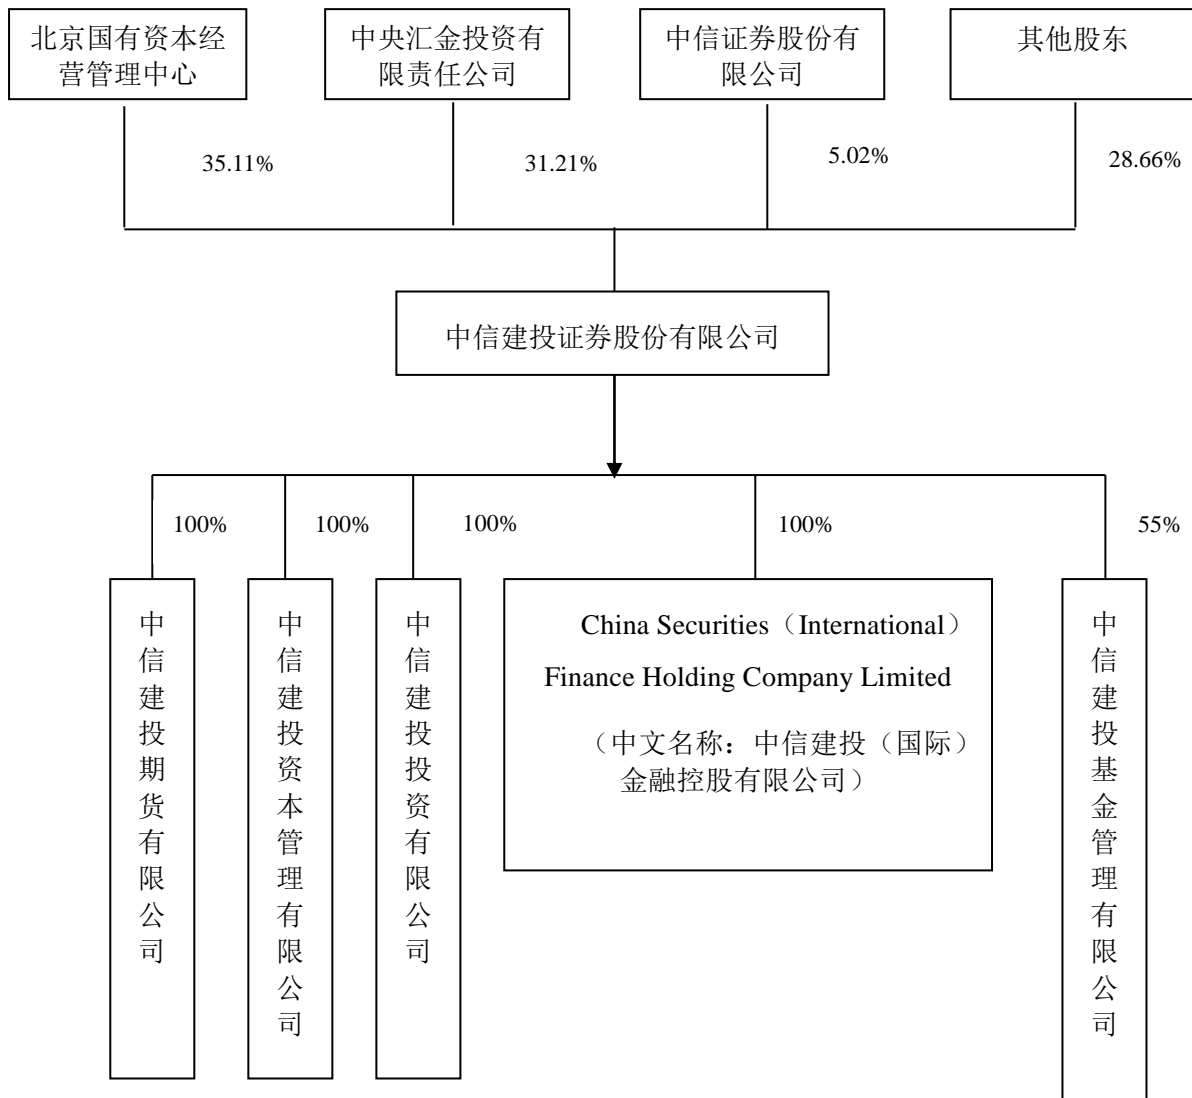 北京国有资本经
营管理中心
中央汇金投资有
限责任公司
中信证券股份有
限公司
其他股东
35.11%
31.21%
5.02%
28.66%
中信建投证券股份有限公司
100%
100%
100%
100%
55%
中信建投期货有限公司
中信建投资本管理有限公司
中信建投投资有限公司
China Securities（International）
Finance Holding Company Limited
（中文名称：中信建投（国际）
金融控股有限公司）
中信建投基金管理有限公司